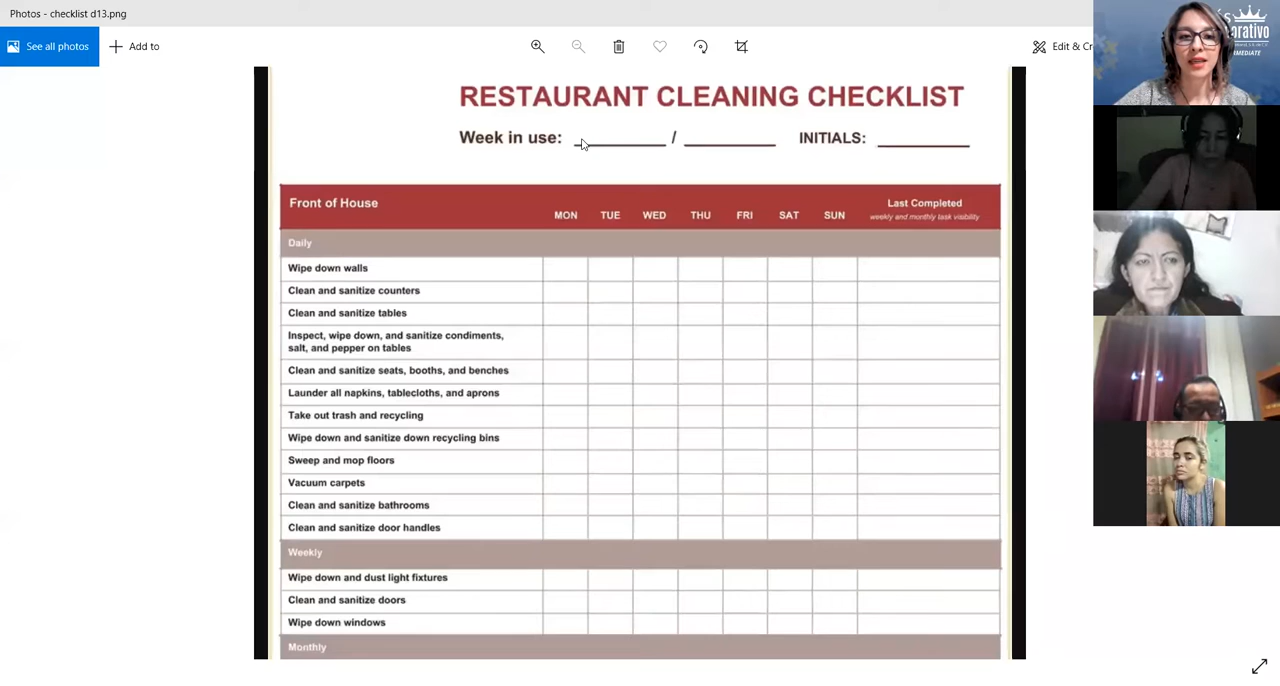 Photos - checklist d13.png
See all photos
Add to
Edit & Cr
RESTAURANT CLEANING CHECKLIST
Week in use: ________ / ________ INITIALS: ________
Front of House MON TUE WED THU FRI SAT SUN Last Completed
weekly and monthly task visibility
Daily
Wipe down walls
Clean and sanitize counters
Clean and sanitize tables
Inspect, wipe down, and sanitize condiments,
salt, and pepper on tables
Clean and sanitize seats, booths, and benches
Launder all napkins, tablecloths, and aprons
Take out trash and recycling
Wipe down and sanitize down recycling bins
Sweep and mop floors
Vacuum carpets
Clean and sanitize bathrooms
Clean and sanitize door handles
Weekly
Wipe down and dust light fixtures
Clean and sanitize doors
Wipe down windows
Monthly